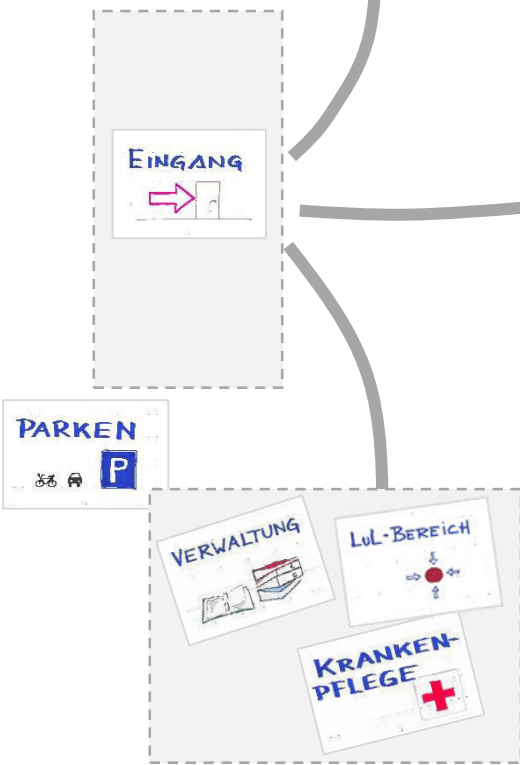 EINGANG
PARKEN
P
VERWALTUNG
LuL-BEREICH
KRANKEN-
PFLEGE